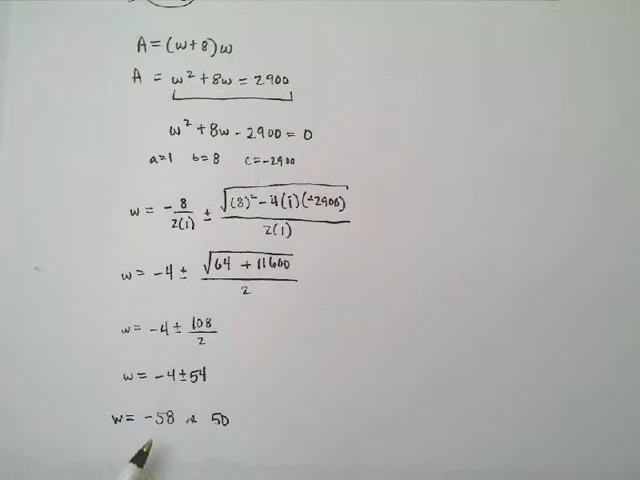 A = (w+8)w
A = w² + 8w = 2900
w² + 8w - 2900 = 0
a=1 b=8 c=-2900
w = -8/2(1) ± √((8)² - 4(1)(-2900))/2(1)
w = -4 ± √(64 + 11600)/2
w = -4 ± 108/2
w = -4 ± 54
w = -58 or 50